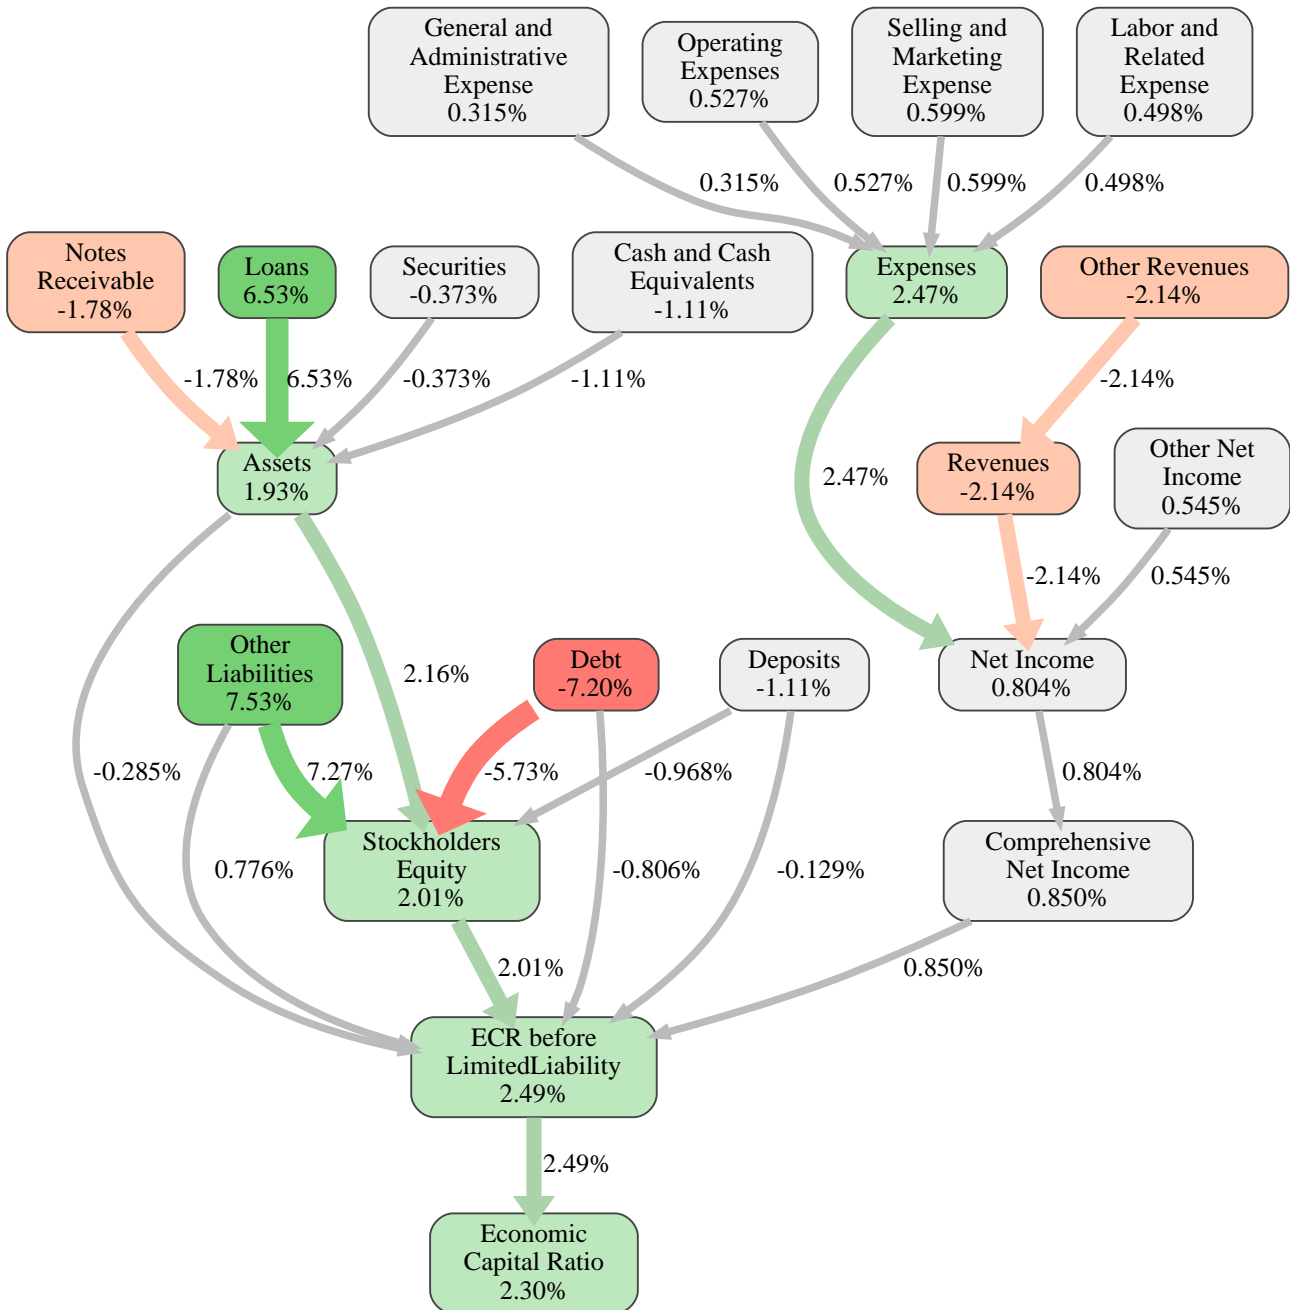 General and
Administrative
Expense
0.315%
Operating
Expenses
0.527%
Selling and
Marketing
Expense
0.599%
Labor and
Related
Expense
0.498%
0.315%
0.527%
0.599%
0.498%
Notes
Receivable
-1.78%
Loans
6.53%
Securities
-0.373%
Cash and Cash
Equivalents
-1.11%
Expenses
2.47%
Other Revenues
-2.14%
-1.78%
6.53%
-0.373%
-1.11%
-2.14%
Assets
1.93%
2.47%
Revenues
-2.14%
Other Net
Income
0.545%
-2.14%
0.545%
Other
Liabilities
7.53%
2.16%
Debt
-7.20%
Deposits
-1.11%
Net Income
0.804%
-0.285%
7.27%
-5.73%
-0.968%
0.804%
Stockholders
Equity
2.01%
0.776%
-0.806%
-0.129%
Comprehensive
Net Income
0.850%
2.01%
0.850%
ECR before
LimitedLiability
2.49%
2.49%
Economic
Capital Ratio
2.30%